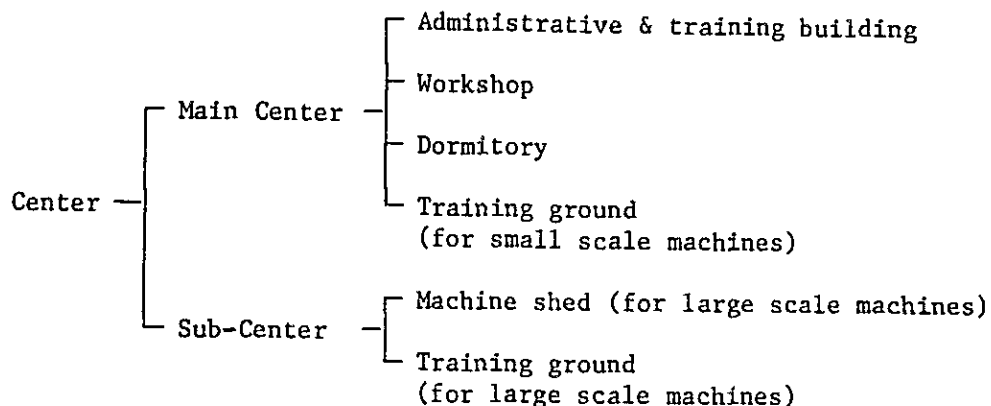 Administrative & training building
Workshop
Main Center
Dormitory
Center
Training ground
(for small scale machines)
Machine shed (for large scale machines)
Sub-Center
Training ground
(for large scale machines)